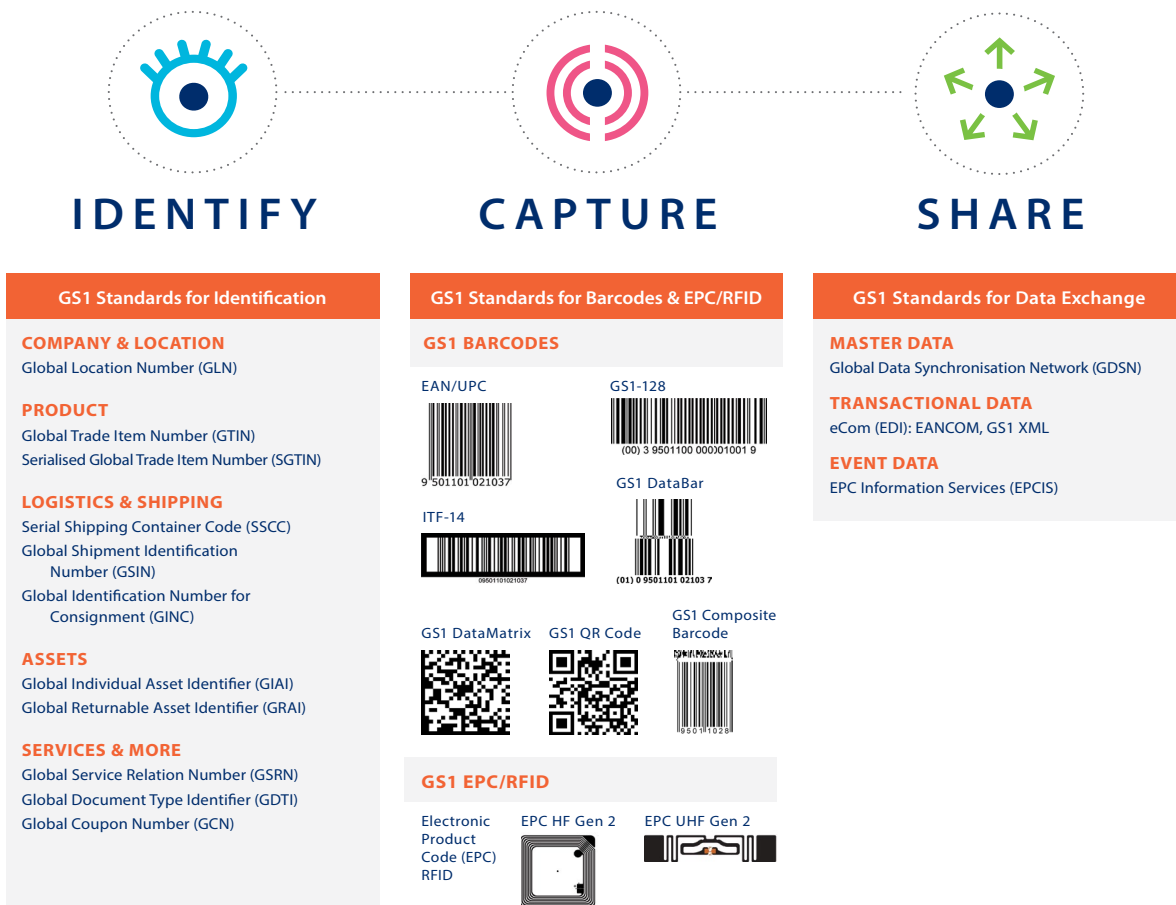 IDENTIFY
CAPTURE
SHARE
GS1 Standards for Identification
COMPANY & LOCATION
Global Location Number (GLN)
PRODUCT
Global Trade Item Number (GTIN)
Serialised Global Trade Item Number (SGTIN)
LOGISTICS & SHIPPING
Serial Shipping Container Code (SSCC)
Global Shipment Identification
Number (GSIN)
Global Identification Number for
Consignment (GINC)
ASSETS
Global Individual Asset Identifier (GIAI)
Global Returnable Asset Identifier (GRAI)
SERVICES & MORE
Global Service Relation Number (GSRN)
Global Document Type Identifier (GDTI)
Global Coupon Number (GCN)
GS1 Standards for Barcodes & EPC/RFID
GS1 BARCODES
EAN/UPC
9 501101 021037
GS1-128
(00) 3 9501100 000001001 9
GS1 DataBar
(01) 0 9501101 02103 7
ITF-14
09501101021037
GS1 DataMatrix
GS1 QR Code
GS1 Composite
Barcode
9501 1028
GS1 EPC/RFID
Electronic
Product
Code (EPC)
RFID
EPC HF Gen 2
EPC UHF Gen 2
GS1 Standards for Data Exchange
MASTER DATA
Global Data Synchronisation Network (GDSN)
TRANSACTIONAL DATA
eCom (EDI): EANCOM, GS1 XML
EVENT DATA
EPC Information Services (EPCIS)